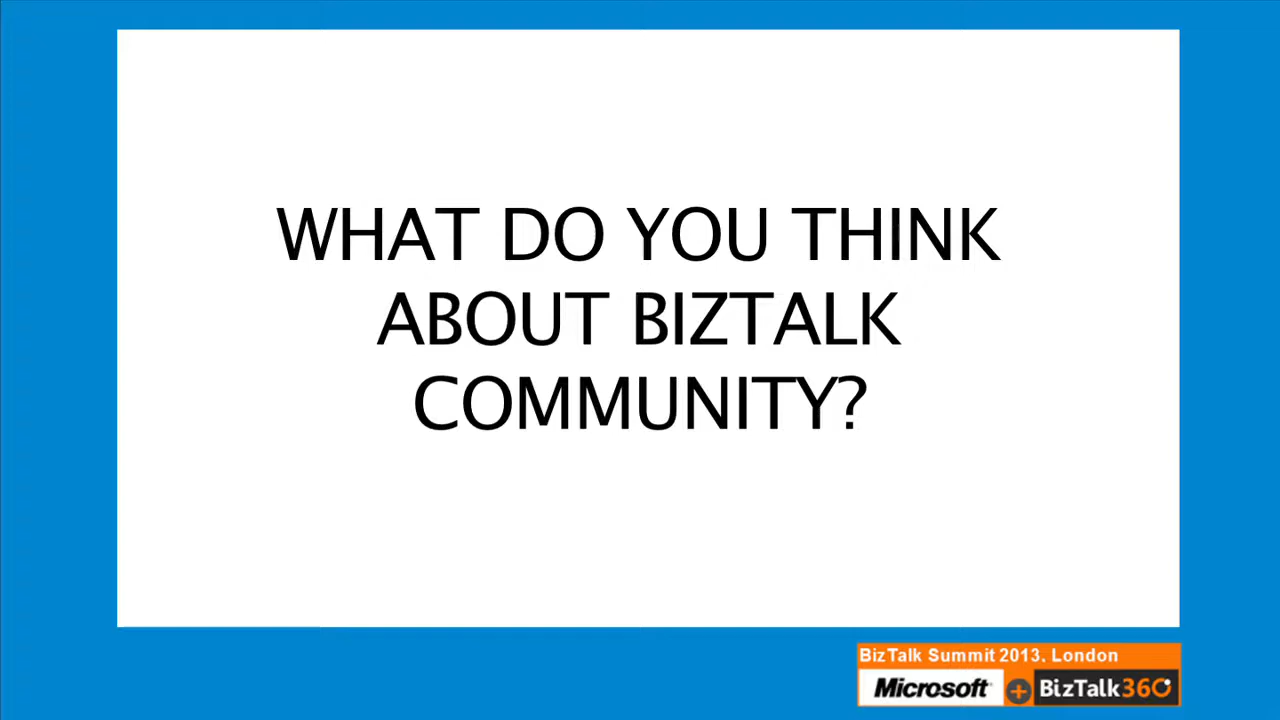 WHAT DO YOU THINK
ABOUT BIZTALK
COMMUNITY?
BizTalk Summit 2013. London
Microsoft + BizTalk360